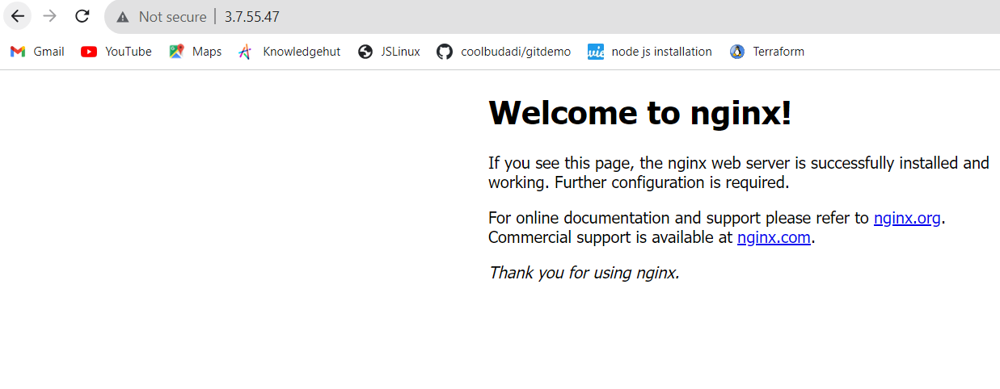 Not secure | 3.7.55.47
Gmail YouTube Maps Knowledgehut JSLinux coolbudadi/gitdemo vie node js installation Terraform
Welcome to nginx!
If you see this page, the nginx web server is successfully installed and
working. Further configuration is required.
For online documentation and support please refer to nginx.org.
Commercial support is available at nginx.com.
Thank you for using nginx.